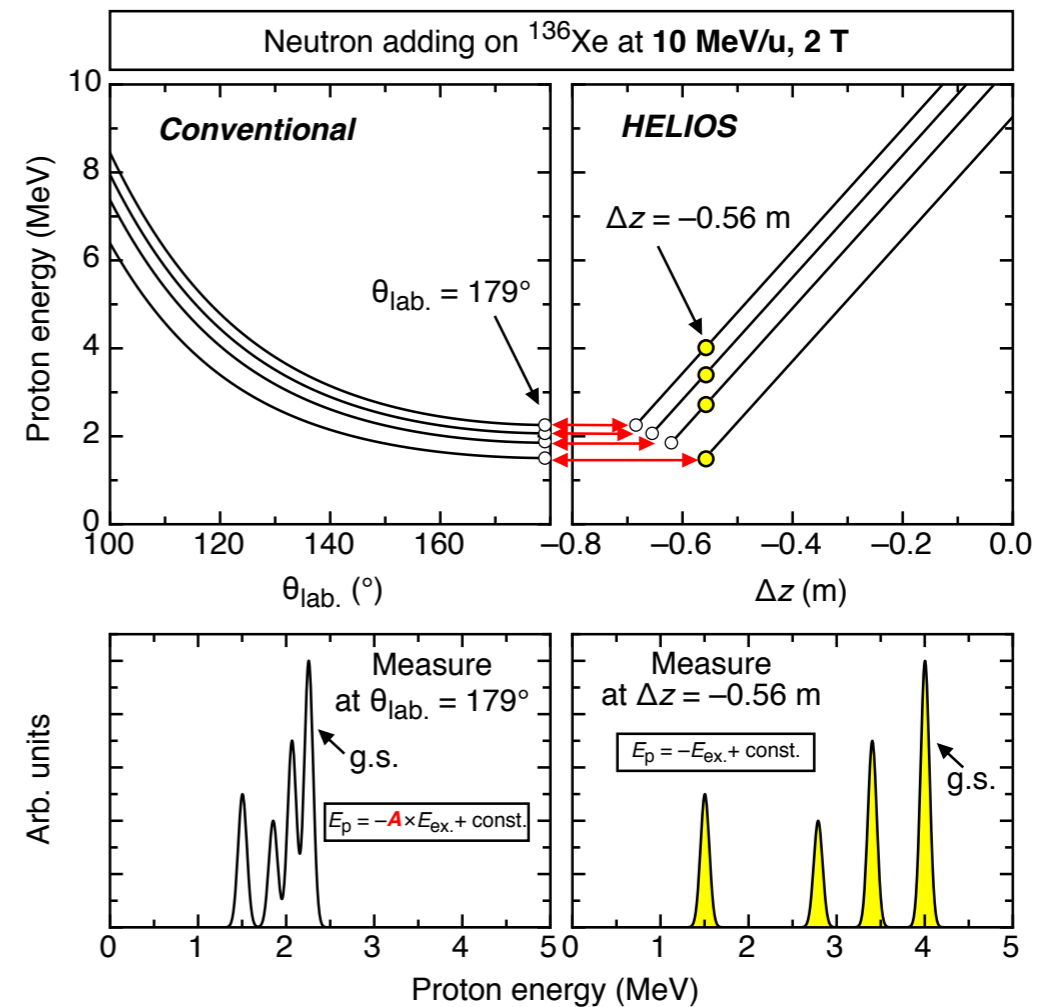 Neutron adding on ¹³⁶Xe at 10 MeV/u, 2 T
Proton energy (MeV)
10
8
6
4
2
0
Conventional
θlab. = 179°
100
120
140
160
θlab. (°)
HELIOS
Δz = –0.56 m
–0.8
–0.6
–0.4
–0.2
0.0
Δz (m)
Arb. units
Measure
at θlab. = 179°
g.s.
Ep = –A×Eex.+ const.
0
1
2
3
4
5
Measure
at Δz = –0.56 m
Ep = –Eex.+ const.
g.s.
0
1
2
3
4
5
Proton energy (MeV)